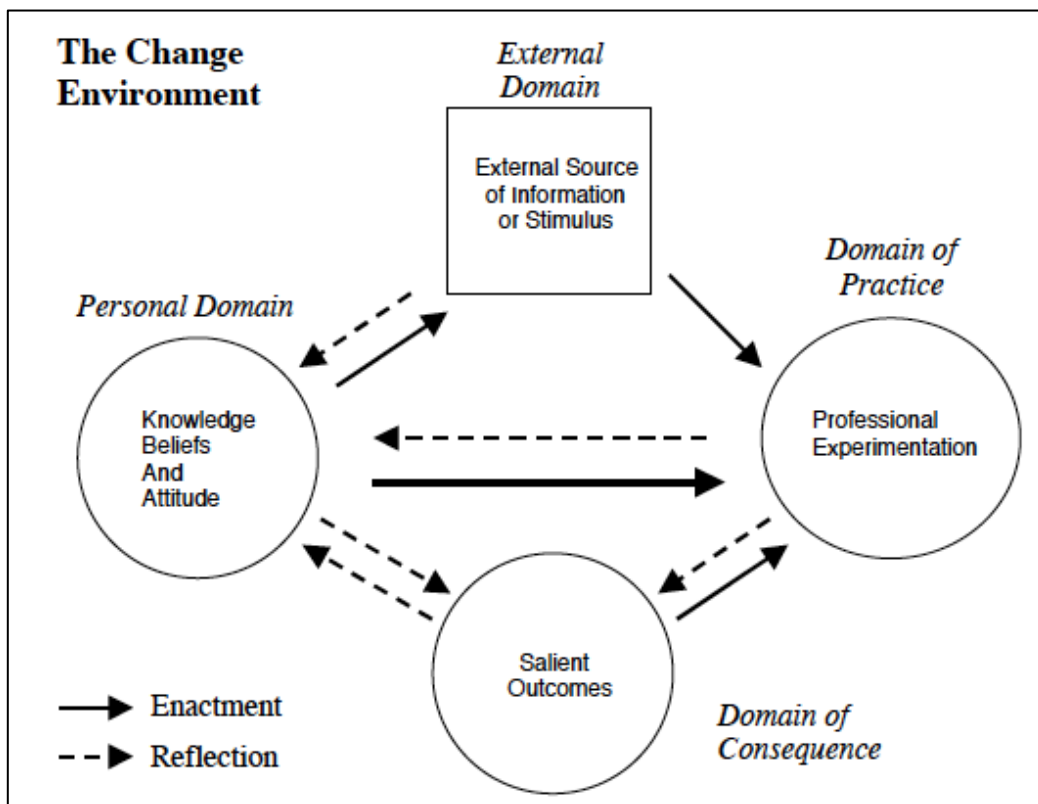 The Change
Environment
External
Domain
External Source
of Information
or Stimulus
Domain of
Practice
Personal Domain
Knowledge
Beliefs
And
Attitude
Professional
Experimentation
Salient
Outcomes
Enactment
Reflection
Domain of
Consequence